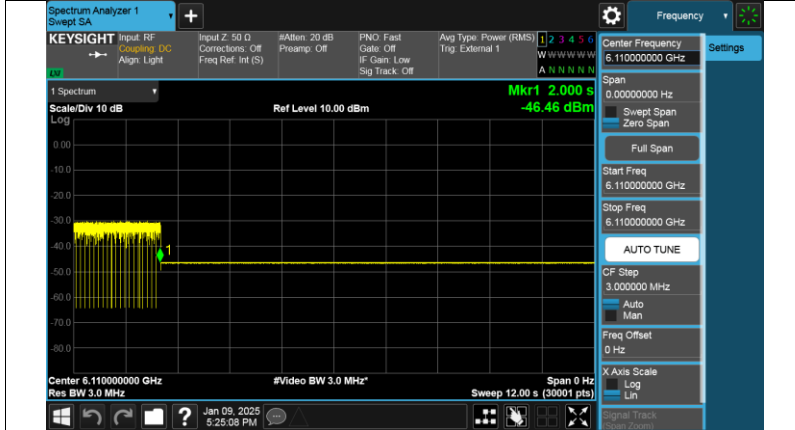 Spectrum Analyzer 1
Swept SA
Frequency
KEYSIGHT
Input: RF
Coupling: DC
Align: Light
Input Z: 50 Ω
Corrections: Off
Freq Ref: Int (S)
#Atten: 20 dB
Preamp: Off
PNO: Fast
Gate: Off
IF Gain: Low
Sig Track: Off
Avg Type: Power (RMS)
Trig: External 1
1 2 3 4 5 6
W W W W W W
A N N N N N
LXI
Center Frequency
6.110000000 GHz
Settings
Span
0.00000000 Hz
Swept Span
Zero Span
Full Span
Start Freq
6.110000000 GHz
Stop Freq
6.110000000 GHz
AUTO TUNE
CF Step
3.000000 MHz
Auto
Man
Freq Offset
0 Hz
X Axis Scale
Log
Lin
Signal Track
(Span Zoom)
1 Spectrum
Scale/Div 10 dB
Ref Level 10.00 dBm
Mkr1 2.000 s
-46.46 dBm
Log
0.00
-10.0
-20.0
-30.0
-40.0
-50.0
-60.0
-70.0
-80.0
1
Center 6.110000000 GHz
#Video BW 3.0 MHz*
Span 0 Hz
Res BW 3.0 MHz
Sweep 12.00 s (30001 pts)
?
Jan 09, 2025
5:25:08 PM